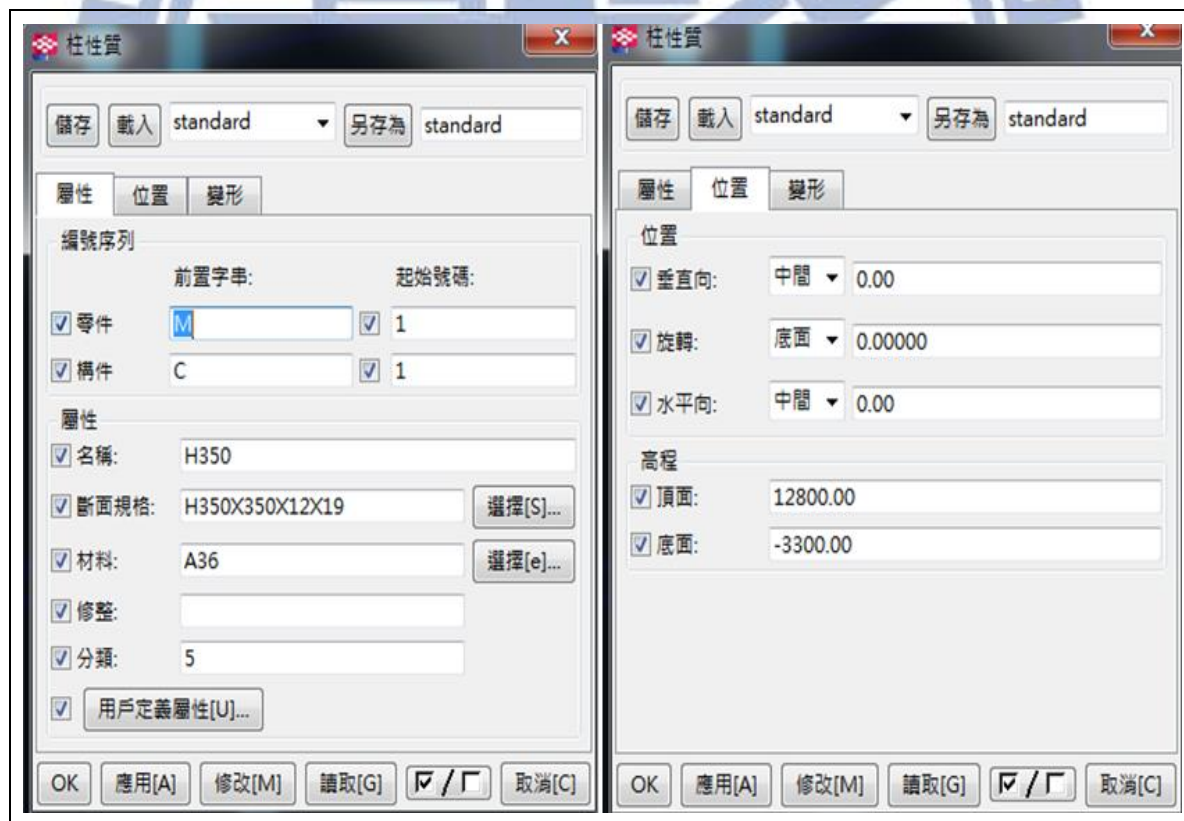 柱性質
儲存 載入 standard 另存為 standard
屬性 位置 變形
編號序列
前置字串: 起始號碼:
零件 M 1
構件 C 1
屬性
名稱: H350
斷面規格: H350X350X12X19 選擇[S]...
材料: A36 選擇[e]...
修整:
分類: 5
用戶定義屬性[U]...
OK 應用[A] 修改[M] 讀取[G] / 取消[C]
柱性質
儲存 載入 standard 另存為 standard
屬性 位置 變形
位置
垂直向: 中間 0.00
旋轉: 底面 0.00000
水平向: 中間 0.00
高程
頂面: 12800.00
底面: -3300.00
OK 應用[A] 修改[M] 讀取[G] / 取消[C]